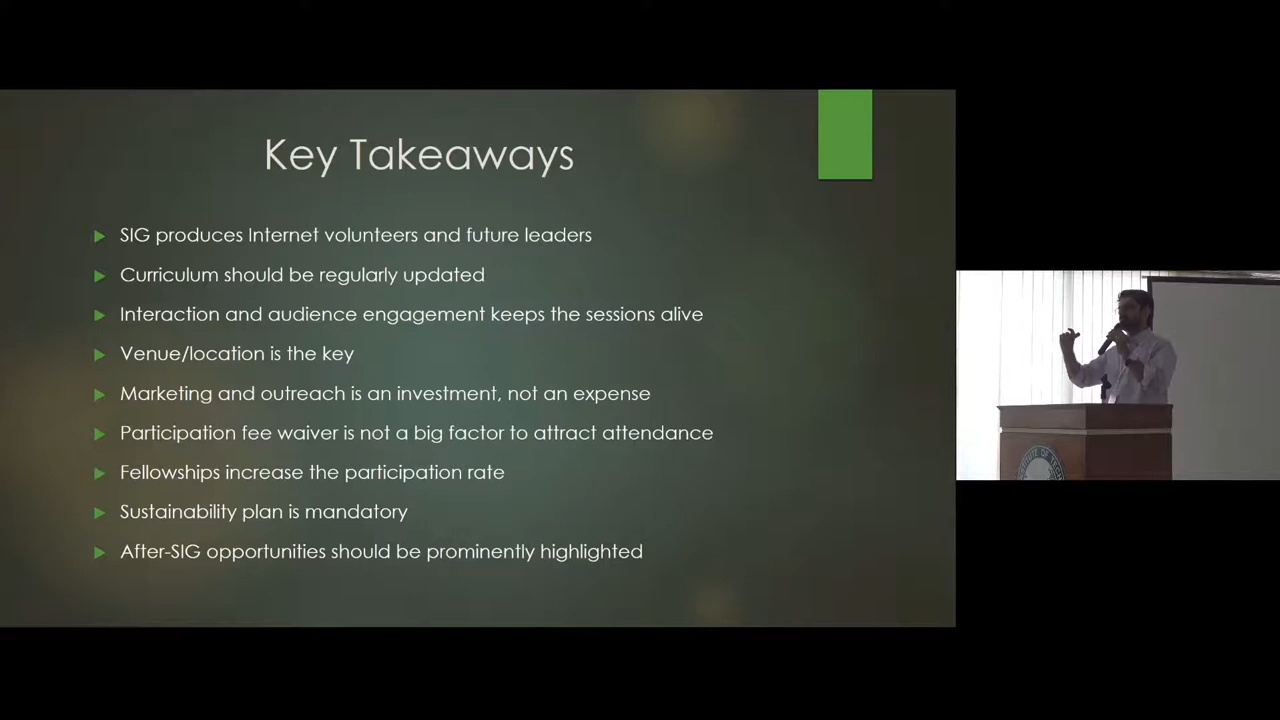 Key Takeaways
SIG produces Internet volunteers and future leaders
Curriculum should be regularly updated
Interaction and audience engagement keeps the sessions alive
Venue/location is the key
Marketing and outreach is an investment, not an expense
Participation fee waiver is not a big factor to attract attendance
Fellowships increase the participation rate
Sustainability plan is mandatory
After-SIG opportunities should be prominently highlighted